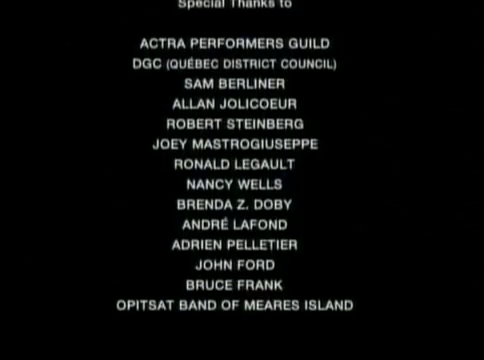 Special Thanks to
ACTRA PERFORMERS GUILD
DGC (QUÉBEC DISTRICT COUNCIL)
SAM BERLINER
ALLAN JOLICOEUR
ROBERT STEINBERG
JOEY MASTROGIUSEPPE
RONALD LEGAULT
NANCY WELLS
BRENDA Z. DOBY
ANDRÉ LAFOND
ADRIEN PELLETIER
JOHN FORD
BRUCE FRANK
OPITSAT BAND OF MEARES ISLAND